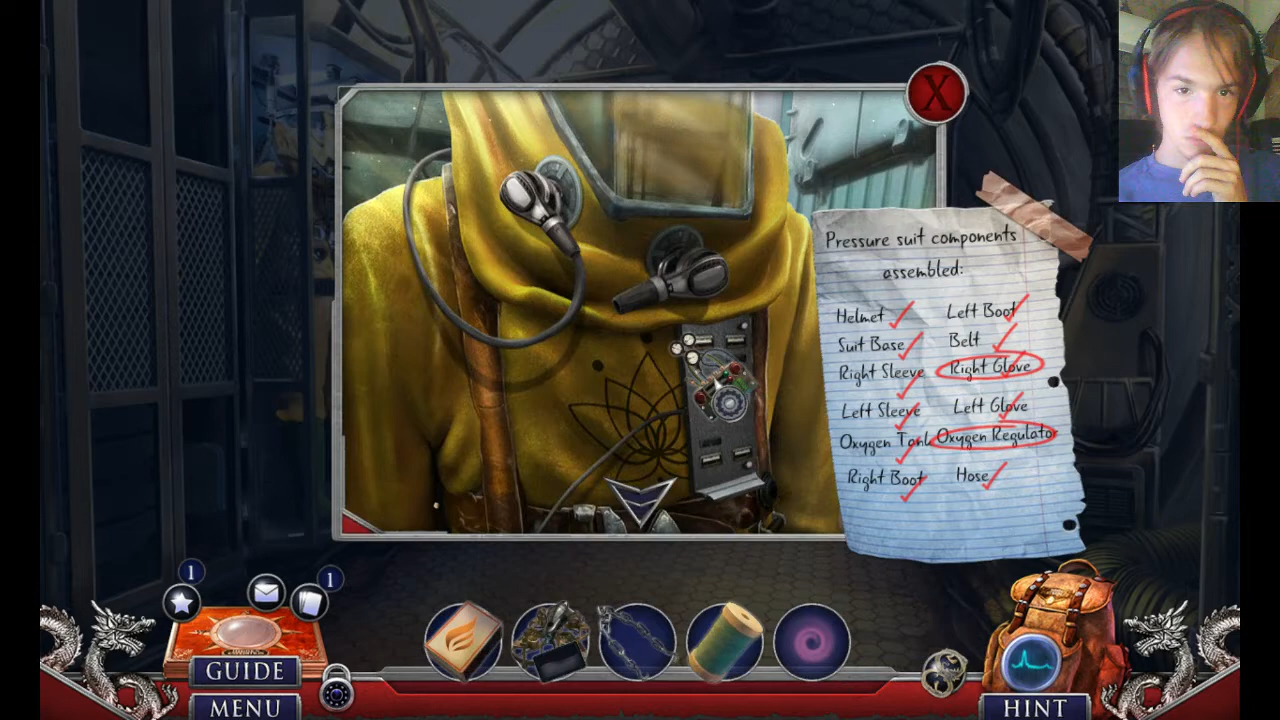 X
Pressure suit components
assembled:
Helmet
Left Boot
Suit Base
Belt
Right Sleeve
Right Glove
Left Sleeve
Left Glove
Oxygen Tank
Oxygen Regulato
Right Boot
Hose
1
1
GUIDE
MENU
HINT